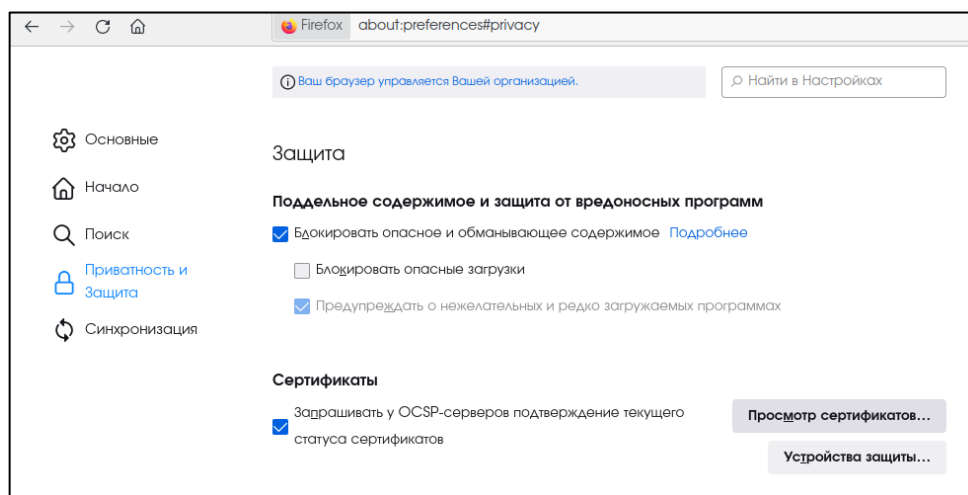 Firefox about:preferences#privacy
Ваш браузер управляется Вашей организацией.
Найти в Настройках
Основные
Начало
Поиск
Приватность и
Защита
Синхронизация
Защита
Поддельное содержимое и защита от вредоносных программ
Блокировать опасное и обманывающее содержимое Подробнее
Блокировать опасные загрузки
Предупреждать о нежелательных и редко загружаемых программах
Сертификаты
Запрашивать у OCSP-серверов подтверждение текущего
статуса сертификатов
Просмотр сертификатов...
Устройства защиты...